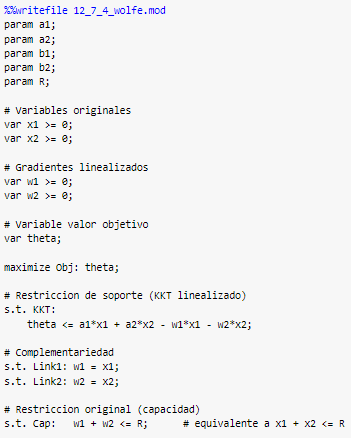 %%writefile 12_7_4_wolfe.mod
param a1;
param a2;
param b1;
param b2;
param R;
# Variables originales
var x1 >= 0;
var x2 >= 0;
# Gradientes linealizados
var w1 >= 0;
var w2 >= 0;
# Variable valor objetivo
var theta;
maximize Obj: theta;
# Restriccion de soporte (KKT linealizado)
s.t. KKT:
    theta <= a1*x1 + a2*x2 - w1*x1 - w2*x2;
# Complementariedad
s.t. Link1: w1 = x1;
s.t. Link2: w2 = x2;
# Restriccion original (capacidad)
s.t. Cap:   w1 + w2 <= R;      # equivalente a x1 + x2 <= R